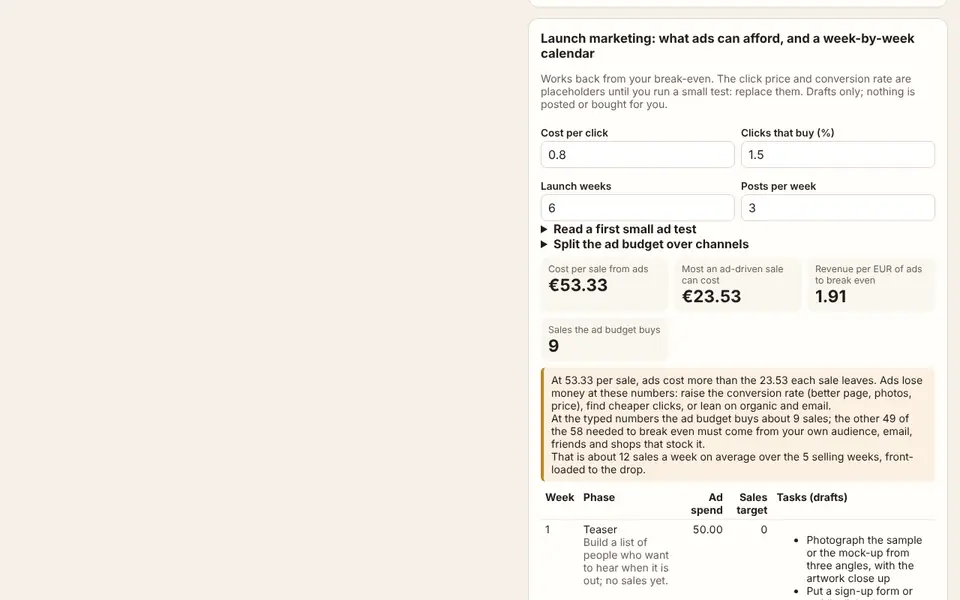 Launch marketing: what ads can afford, and a week-by-week
calendar
Works back from your break-even. The click price and conversion rate are
placeholders until you run a small test: replace them. Drafts only; nothing is
posted or bought for you.
Cost per click
Clicks that buy (%)
0.8
1.5
Launch weeks
Posts per week
6
3
Read a first small ad test
Split the ad budget over channels
Cost per sale from ads
€53.33
Most an ad-driven sale
can cost
€23.53
Revenue per EUR of ads
to break even
1.91
Sales the ad budget buys
9
At 53.33 per sale, ads cost more than the 23.53 each sale leaves. Ads lose
money at these numbers: raise the conversion rate (better page, photos,
price), find cheaper clicks, or lean on organic and email.
At the typed numbers the ad budget buys about 9 sales; the other 49 of
the 58 needed to break even must come from your own audience, email,
friends and shops that stock it.
That is about 12 sales a week on average over the 5 selling weeks, front-
loaded to the drop.
Week Phase Ad spend Sales target Tasks (drafts)
1 Teaser 50.00 0
Build a list of
people who want
to hear when it is
out; no sales yet.
Photograph the sample
or the mock-up from
three angles, with the
artwork close up
Put a sign-up form or